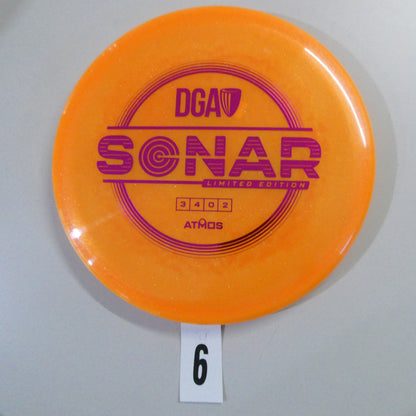 DGA
SONAR
LIMITED EDITION
3 4 0 2
ATMOS
6